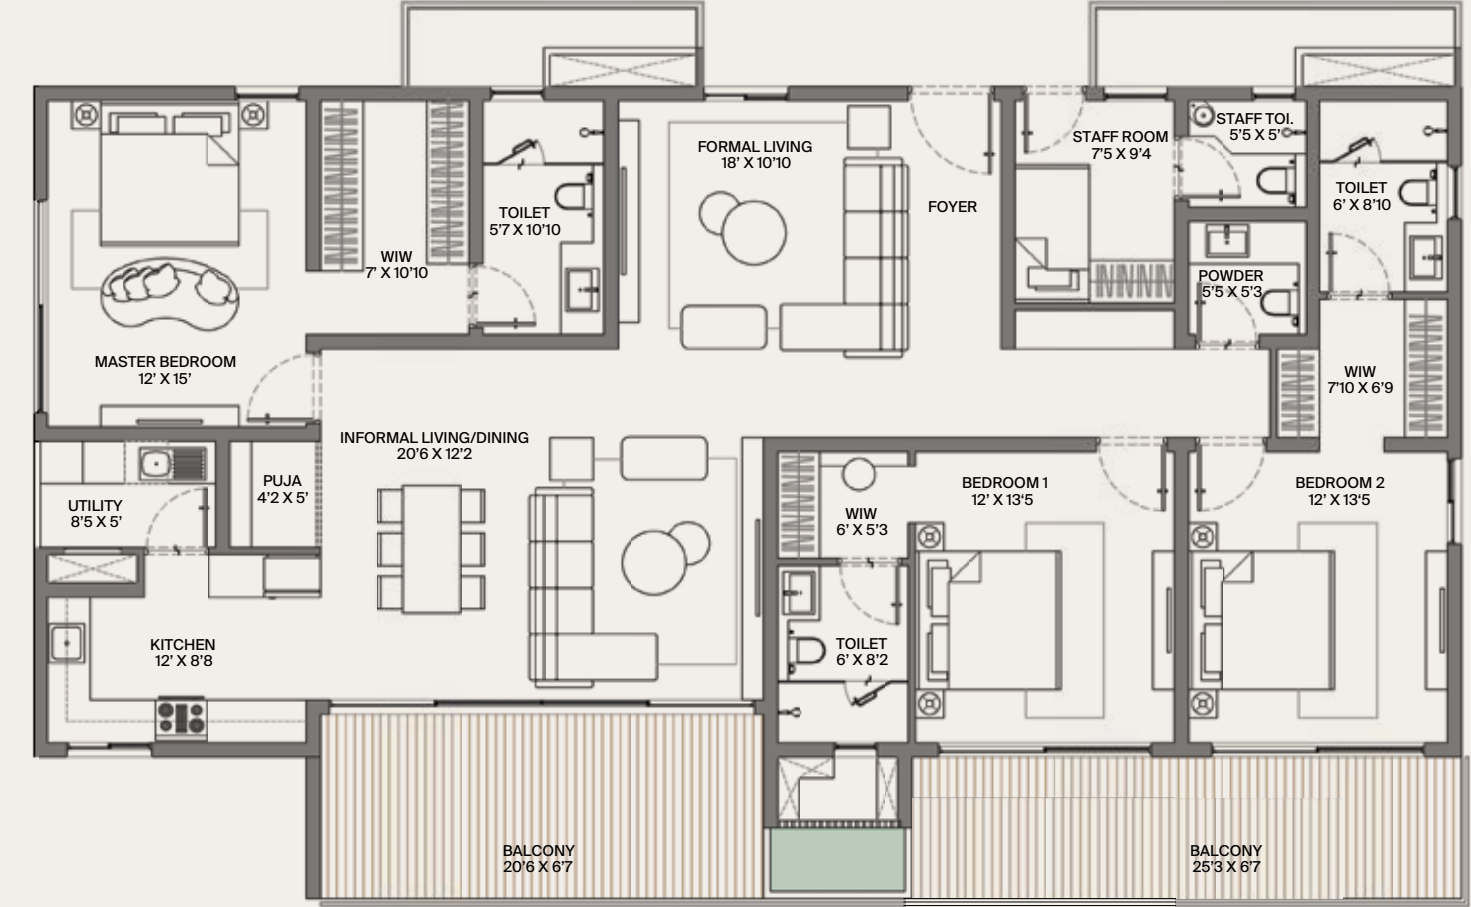 FORMAL LIVING
18' X 10'10
FOYER
STAFF ROOM
7'5 X 9'4
STAFF TOI.
5'5 X 5'
TOILET
6' X 8'10
TOILET
5'7 X 10'10
WIW
7' X 10'10
POWDER
5'5 X 5'3
MASTER BEDROOM
12' X 15'
WIW
7'10 X 6'9
INFORMAL LIVING/DINING
20'6 X 12'2
PUJA
4'2 X 5'
UTILITY
8'5 X 5'
WIW
6' X 5'3
BEDROOM 1
12' X 13'5
BEDROOM 2
12' X 13'5
KITCHEN
12' X 8'8
TOILET
6' X 8'2
BALCONY
20'6 X 6'7
BALCONY
25'3 X 6'7